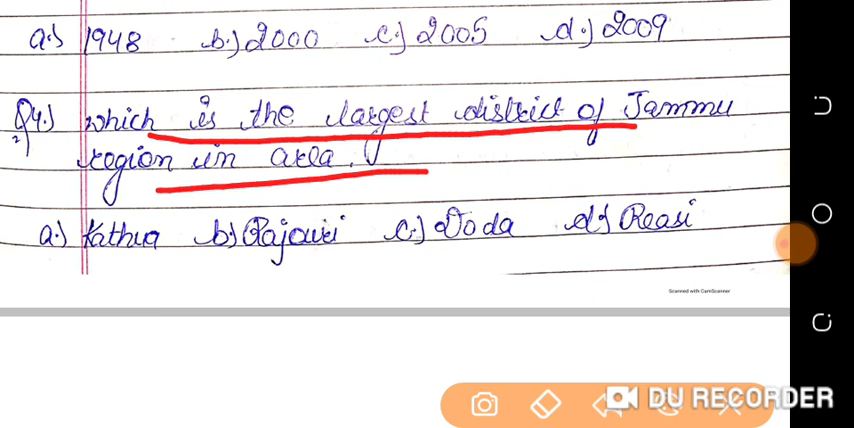 a.) 1948 b.) 2000 c.) 2005 d.) 2009
Q4.) which is the largest district of Jammu
region in area.
a.) Kathua b.) Rajouri c.) Doda d.) Reasi
Scanned with CamScanner
DU RECORDER